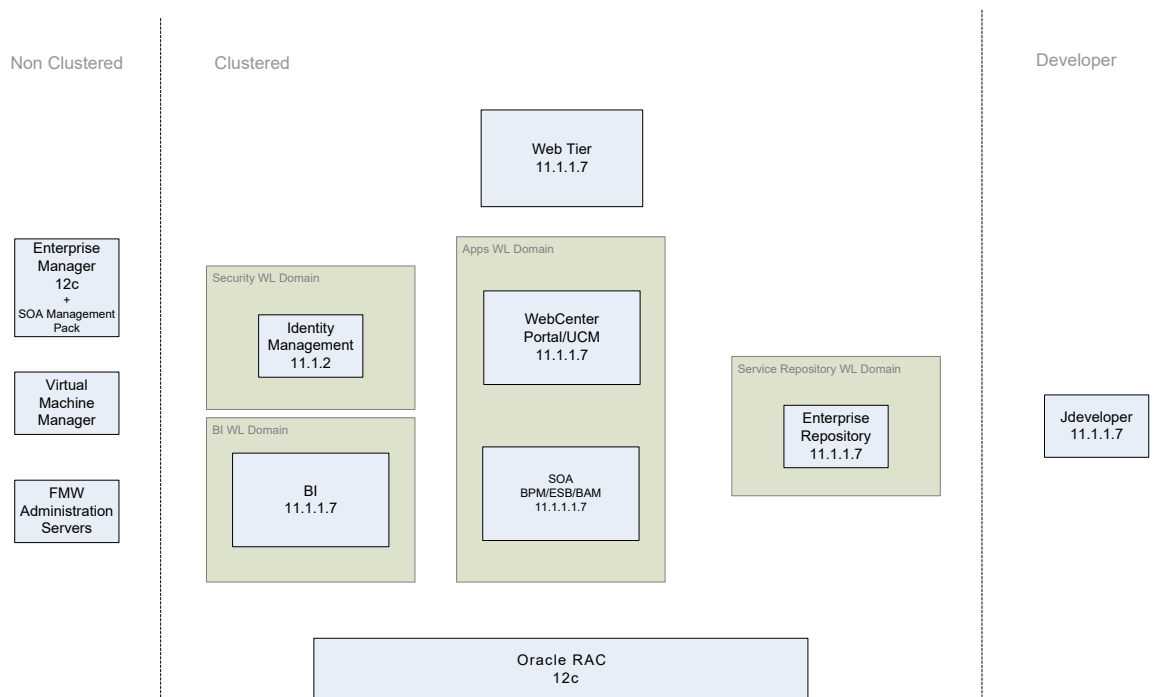 Non Clustered
Clustered
Developer
Web Tier
11.1.1.7
Enterprise
Manager
12c
+
SOA Management
Pack
Virtual
Machine
Manager
FMW
Administration
Servers
Security WL Domain
Identity
Management
11.1.2
BI WL Domain
BI
11.1.1.7
Apps WL Domain
WebCenter
Portal/UCM
11.1.1.7
SOA
BPM/ESB/BAM
11.1.1.1.7
Service Repository WL Domain
Enterprise
Repository
11.1.1.7
Jdeveloper
11.1.1.7
Oracle RAC
12c